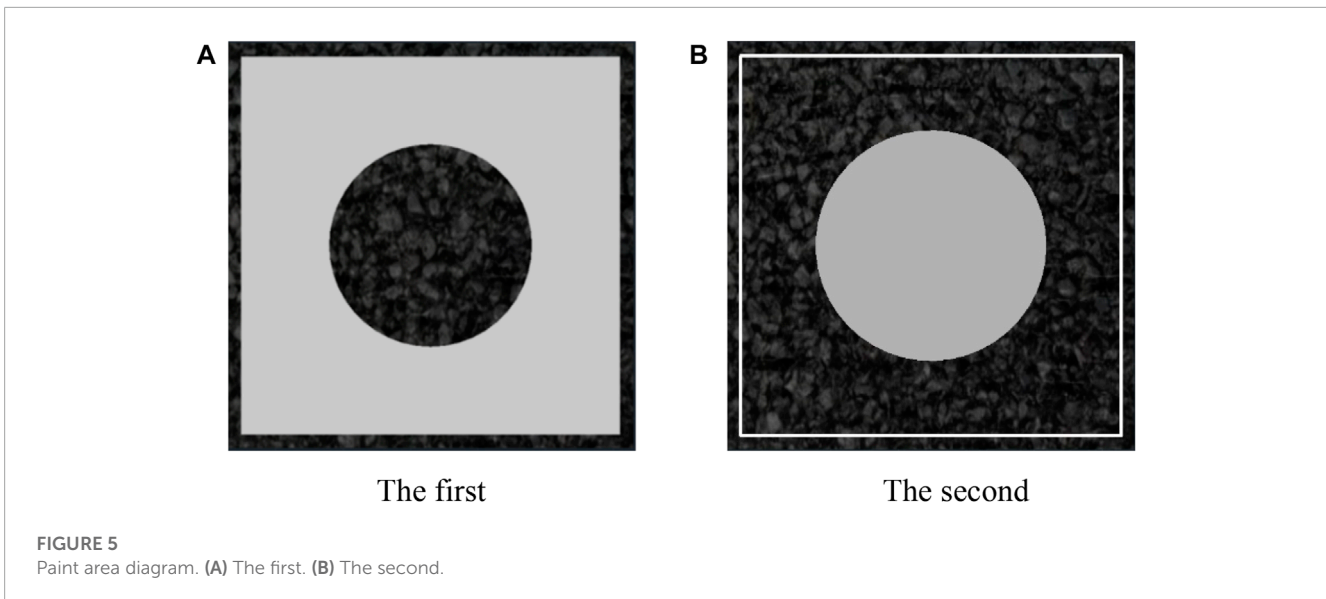 A
B
The first
The second
FIGURE 5
Paint area diagram. (A) The first. (B) The second.